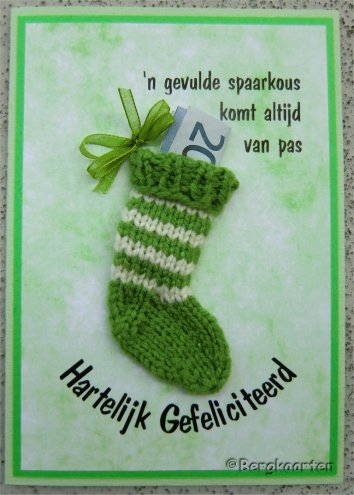 'n gevulde spaarkous
komt altijd
van pas
20
Hartelijk Gefeliciteerd
©Bergkaarten